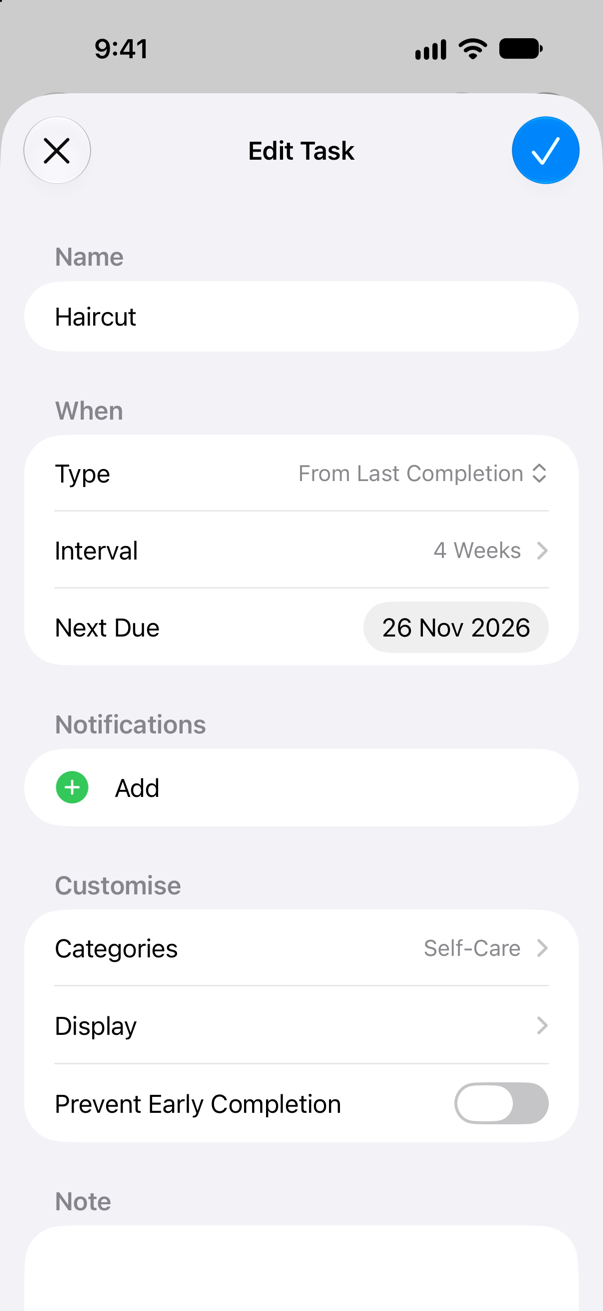 9:41
Edit Task
Name
Haircut
When
Type From Last Completion
Interval 4 Weeks
Next Due 26 Nov 2026
Notifications
Add
Customise
Categories Self-Care
Display
Prevent Early Completion
Note